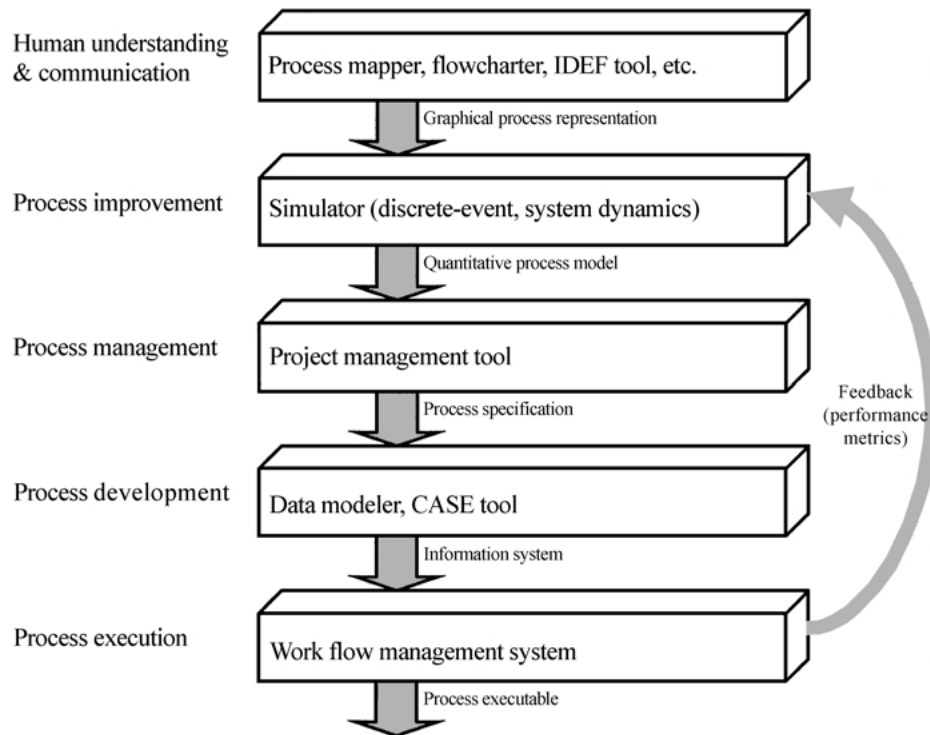 Human understanding
& communication
Process mapper, flowcharter, IDEF tool, etc.
Graphical process representation
Process improvement
Simulator (discrete-event, system dynamics)
Quantitative process model
Process management
Project management tool
Process specification
Feedback
(performance
metrics)
Process development
Data modeler, CASE tool
Information system
Process execution
Work flow management system
Process executable